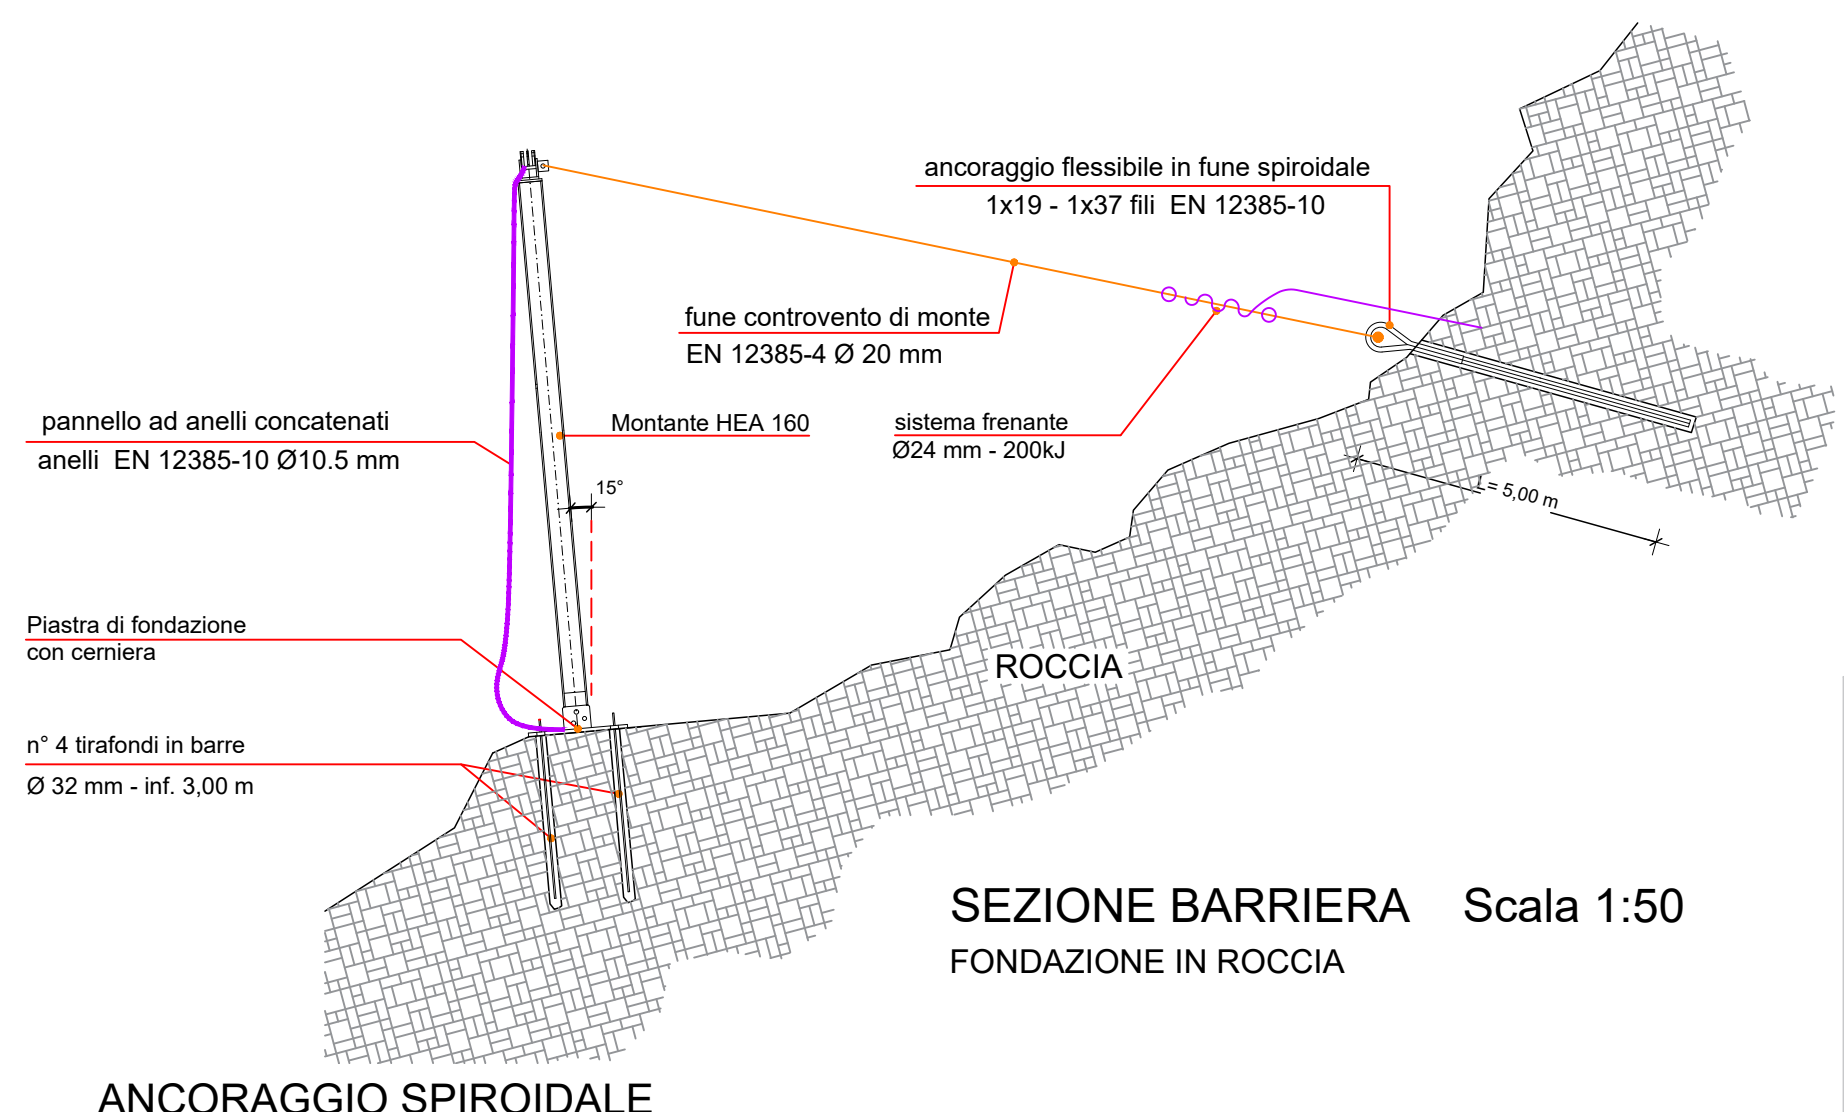 ancoraggio flessibile in fune spiroidale
1x19 - 1x37 fili EN 12385-10
fune controvento di monte
EN 12385-4 Ø 20 mm
pannello ad anelli concatenati
anelli EN 12385-10 Ø10.5 mm
Montante HEA 160
sistema frenante
Ø24 mm - 200kJ
15°
L = 5,00 m
Piastra di fondazione
con cerniera
ROCCIA
n° 4 tirafondi in barre
Ø 32 mm - inf. 3,00 m
SEZIONE BARRIERA Scala 1:50
FONDAZIONE IN ROCCIA
ANCORAGGIO SPIROIDALE